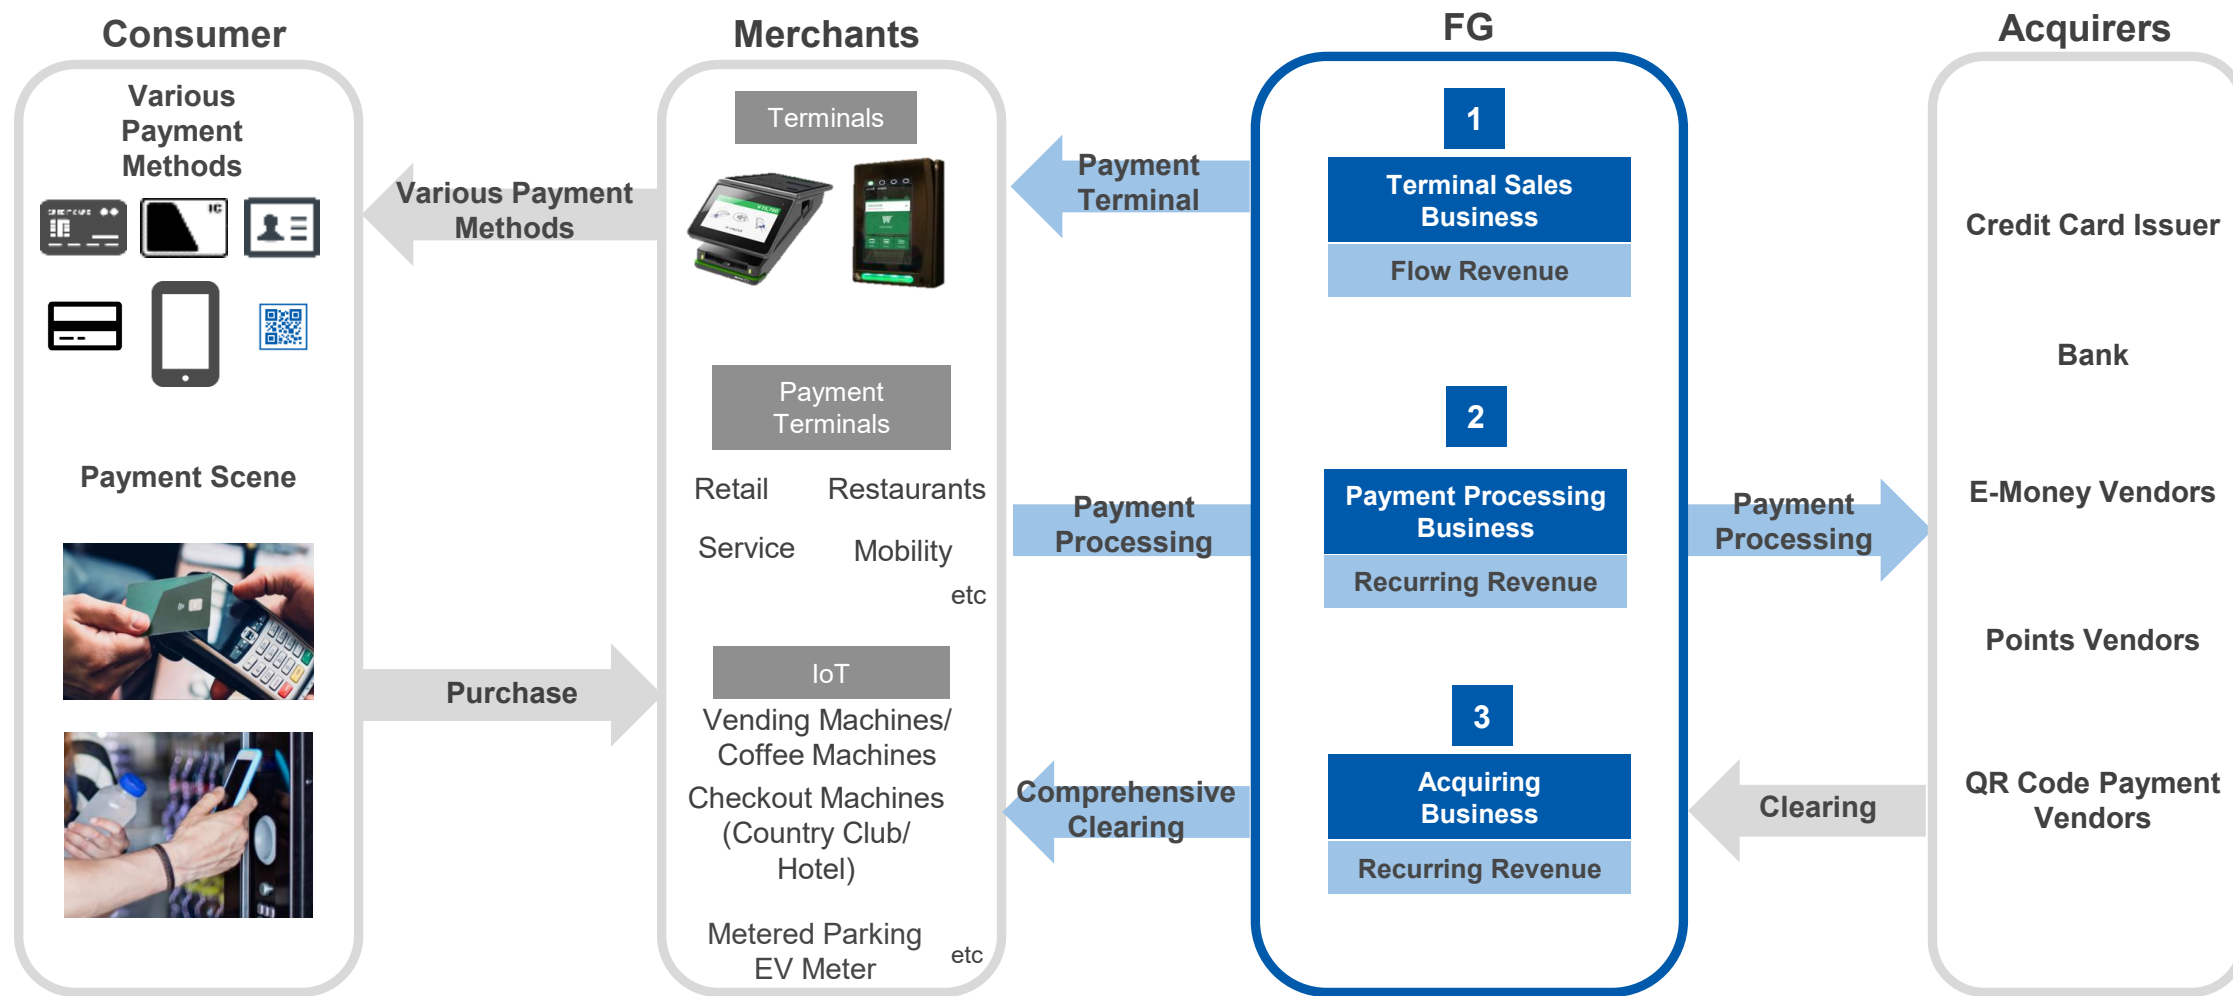 Consumer
Various
Payment
Methods
IC
Payment Scene
Various Payment
Methods
Purchase
Merchants
Terminals
Payment
Terminals
Retail
Restaurants
Service
Mobility
etc
IoT
Vending Machines/
Coffee Machines
Checkout Machines
(Country Club/
Hotel)
Metered Parking
EV Meter
etc
Payment
Terminal
Payment
Processing
Comprehensive
Clearing
FG
1
Terminal Sales
Business
Flow Revenue
2
Payment Processing
Business
Recurring Revenue
3
Acquiring
Business
Recurring Revenue
Payment
Processing
Clearing
Acquirers
Credit Card Issuer
Bank
E-Money Vendors
Points Vendors
QR Code Payment
Vendors